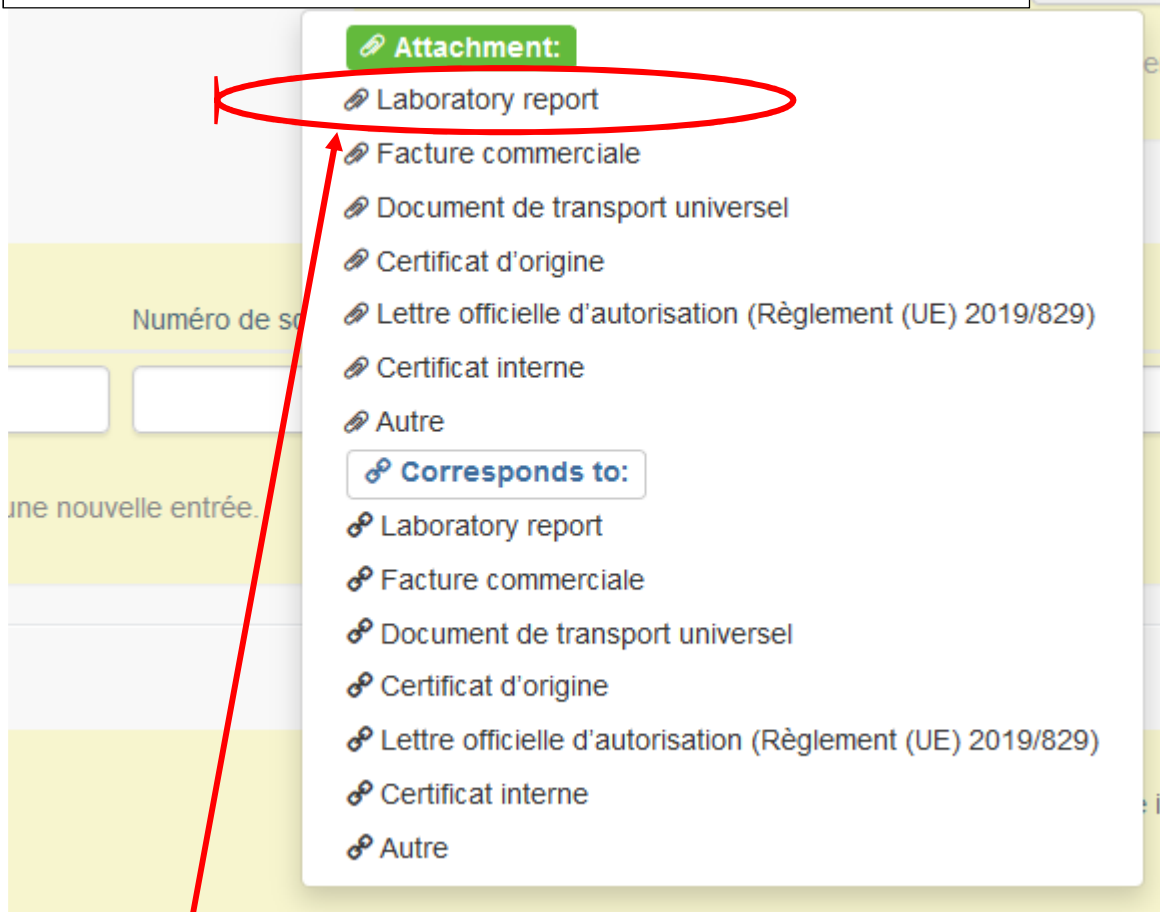 Attachment:
Laboratory report
Facture commerciale
Document de transport universel
Certificat d'origine
Numéro de
Lettre officielle d'autorisation (Règlement (UE) 2019/829)
Certificat interne
Autre
Corresponds to:
nouvelle entrée.
Laboratory report
Facture commerciale
Document de transport universel
Certificat d'origine
Lettre officielle d'autorisation (Règlement (UE) 2019/829)
Certificat interne
Autre